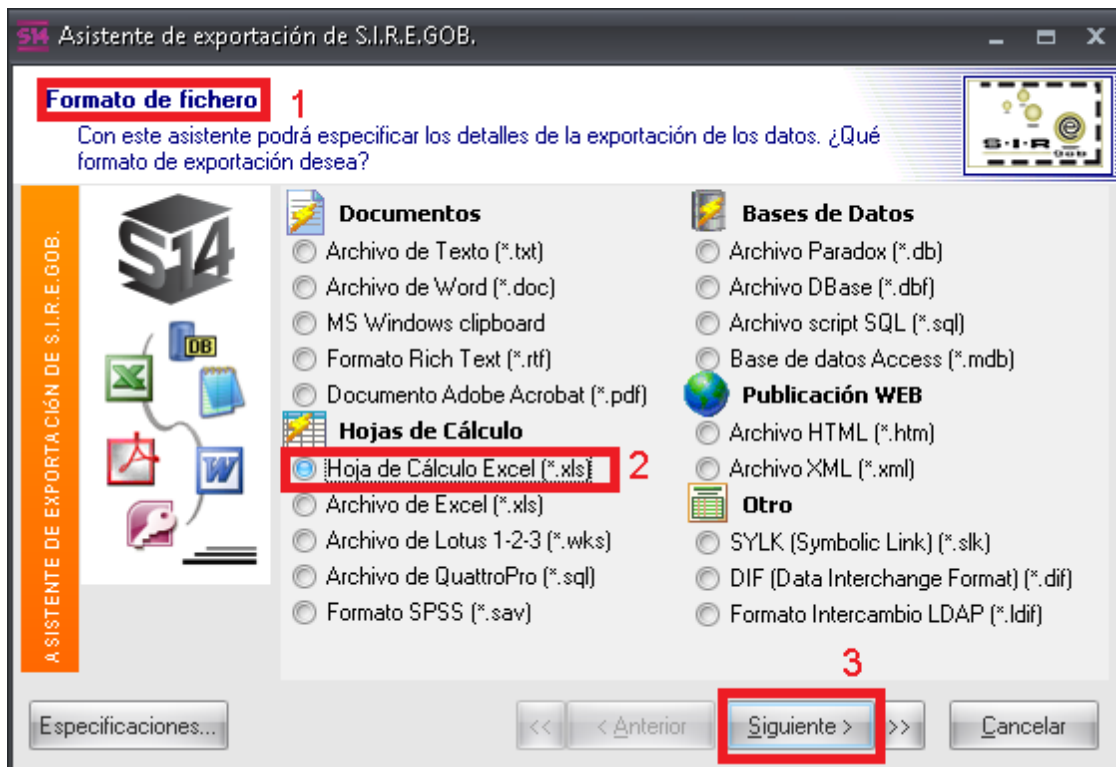 S14 Asistente de exportación de S.I.R.E.GOB.
Formato de fichero 1
Con este asistente podrá especificar los detalles de la exportación de los datos. ¿Qué
formato de exportación desea?
S·I·R e
Gob
ASISTENTE DE EXPORTACIÓN DE S.I.R.E.GOB.
S14
DB
Documentos
Archivo de Texto (*.txt)
Archivo de Word (*.doc)
MS Windows clipboard
Formato Rich Text (*.rtf)
Documento Adobe Acrobat (*.pdf)
Hojas de Cálculo
Hoja de Cálculo Excel (*.xls) 2
Archivo de Excel (*.xls)
Archivo de Lotus 1-2-3 (*.wks)
Archivo de QuattroPro (*.sql)
Formato SPSS (*.sav)
Bases de Datos
Archivo Paradox (*.db)
Archivo DBase (*.dbf)
Archivo script SQL (*.sql)
Base de datos Access (*.mdb)
Publicación WEB
Archivo HTML (*.htm)
Archivo XML (*.xml)
Otro
SYLK (Symbolic Link) (*.slk)
DIF (Data Interchange Format) (*.dif)
Formato Intercambio LDAP (*.ldif)
3
Especificaciones... << < Anterior Siguiente > >> Cancelar